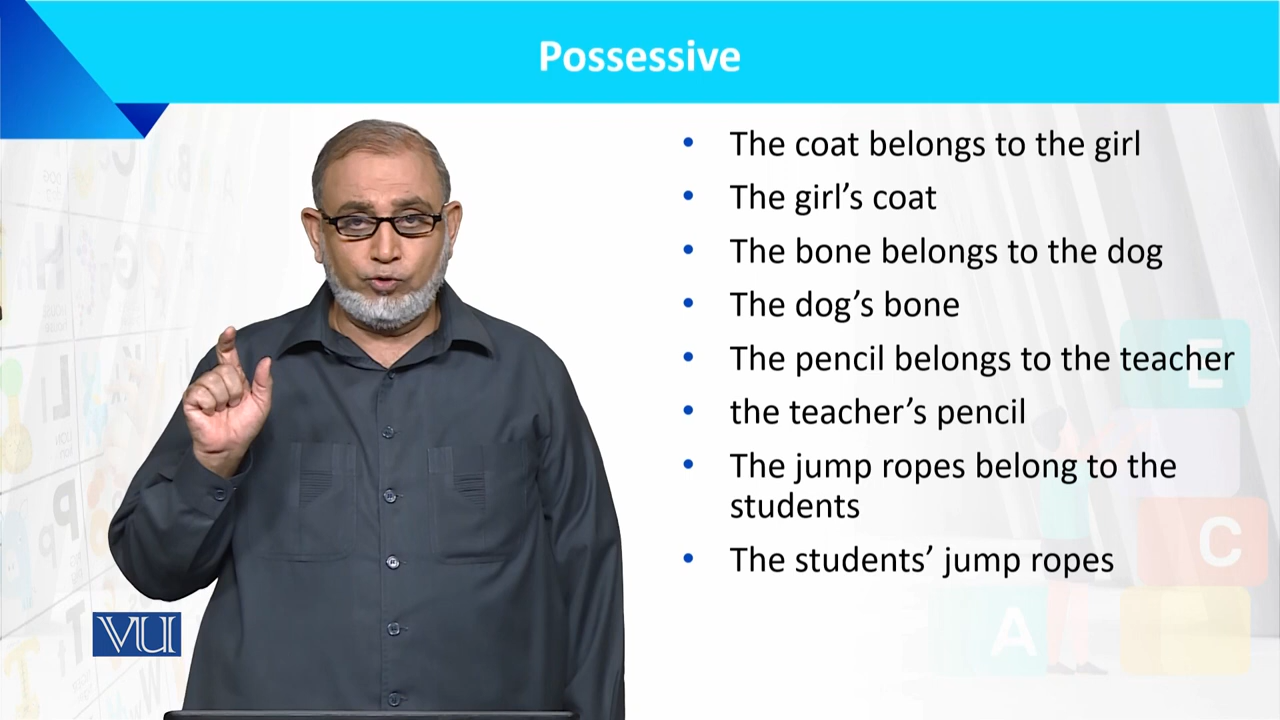 Possessive
• The coat belongs to the girl
• The girl’s coat
• The bone belongs to the dog
• The dog’s bone
• The pencil belongs to the teacher
• the teacher’s pencil
• The jump ropes belong to the
students
• The students’ jump ropes
VU
E
C
A